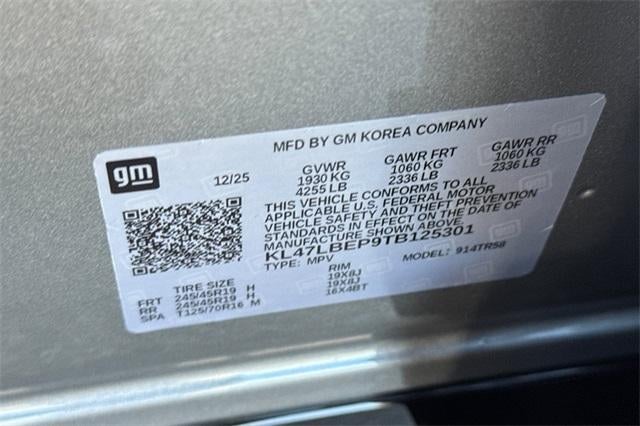 MFD BY GM KOREA COMPANY
gm
12/25
GVWR GAWR FRT GAWR RR
1930 KG 1060 KG 1060 KG
4255 LB 2336 LB 2336 LB
THIS VEHICLE CONFORMS TO ALL
APPLICABLE U.S. FEDERAL MOTOR
VEHICLE SAFETY AND THEFT PREVENTION
STANDARDS IN EFFECT ON THE DATE OF
MANUFACTURE SHOWN ABOVE.
KL47LBEP9TB125301
TYPE: MPV MODEL: 914TR58
TIRE SIZE RIM
FRT 245/45R19 H 19X8J
RR 245/45R19 H 19X8J
SPA T125/70R16 M 16X4BT